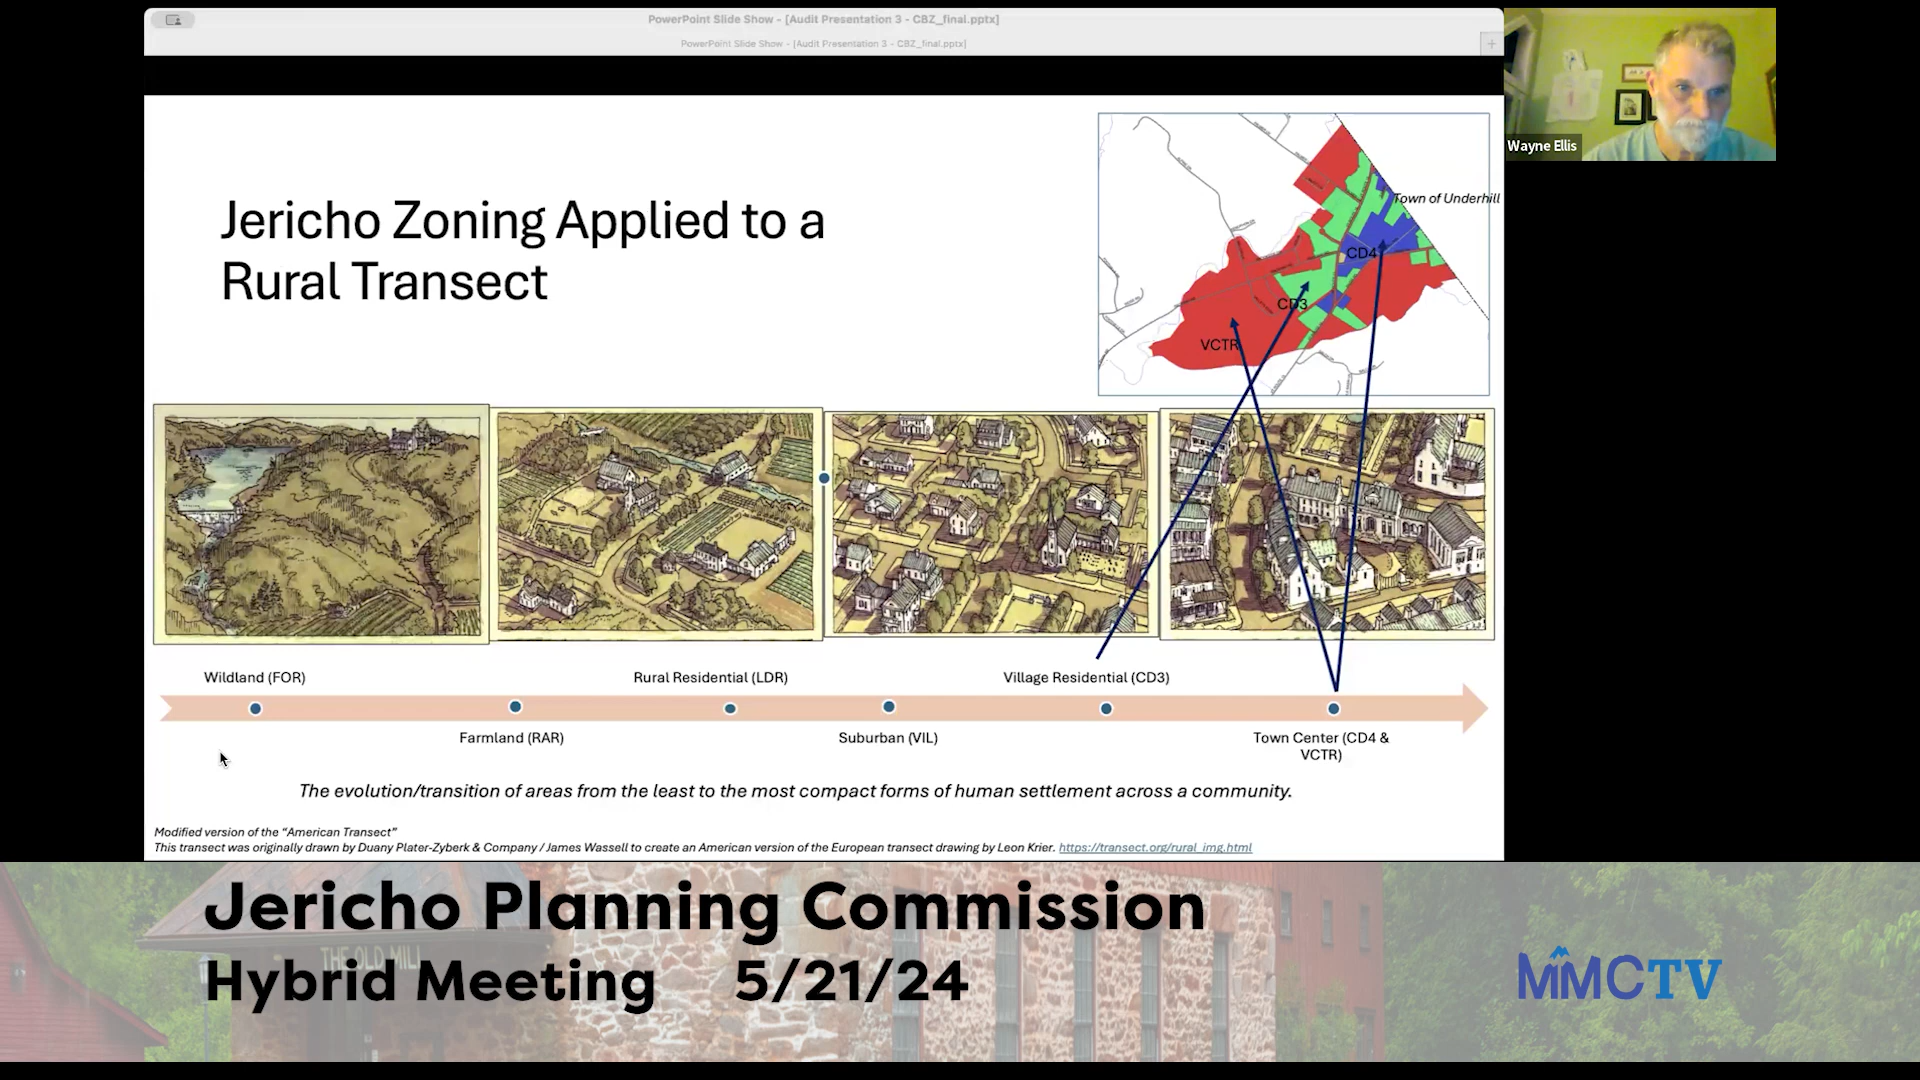 PowerPoint Slide Show - [Audit Presentation 3 - CBZ_final.pptx]
PowerPoint Slide Show - [Audit Presentation 3 - CBZ_final.pptx]
Wayne Ellis
Jericho Zoning Applied to a
Rural Transect
Town of Underhill
CD4
CD3
VCTR
Wildland (FOR)
Rural Residential (LDR)
Village Residential (CD3)
Farmland (RAR)
Suburban (VIL)
Town Center (CD4 &
VCTR)
The evolution/transition of areas from the least to the most compact forms of human settlement across a community.
Modified version of the “American Transect”
This transect was originally drawn by Duany Plater-Zyberk & Company / James Wassell to create an American version of the European transect drawing by Leon Krier. https://transect.org/rural_img.html
Jericho Planning Commission
THE OLD MILL
Hybrid Meeting 5/21/24
MMCTV